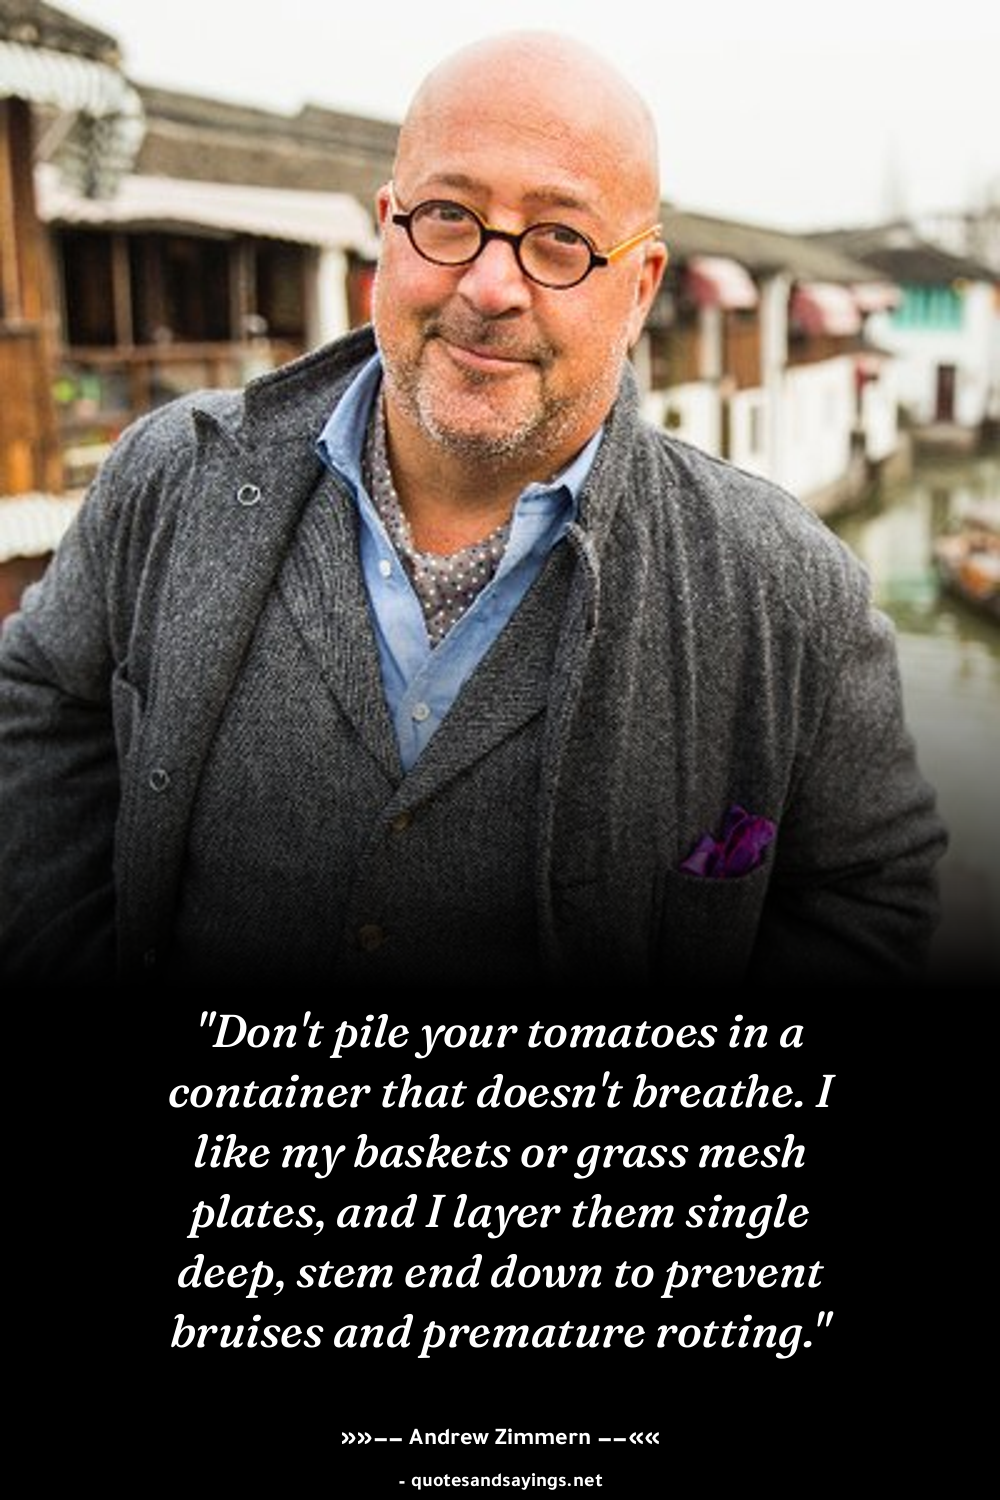 "Don't pile your tomatoes in a
container that doesn't breathe. I
like my baskets or grass mesh
plates, and I layer them single
deep, stem end down to prevent
bruises and premature rotting."
»»–– Andrew Zimmern ––««
- quotesandsayings.net